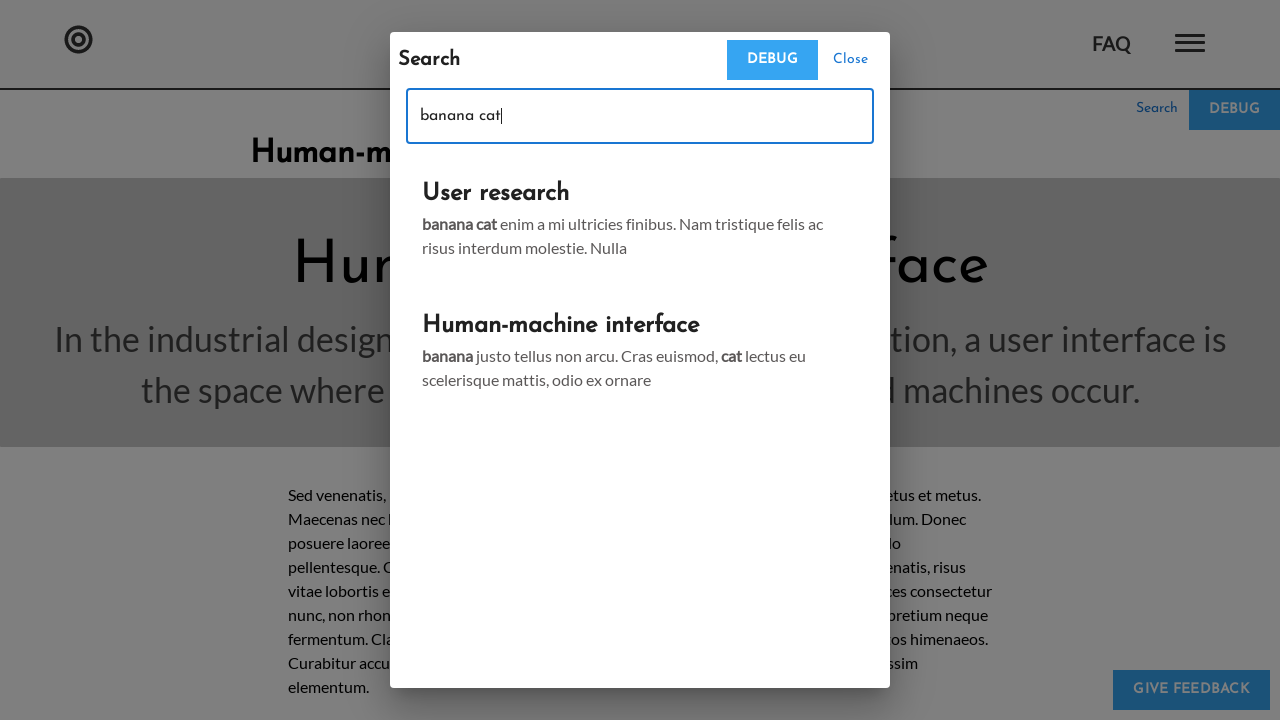 FAQ
Search
DEBUG
Close
banana cat
Search
DEBUG
Human-m
User research
banana cat enim a mi ultricies finibus. Nam tristique felis ac
risus interdum molestie. Nulla
Hum
face
Human-machine interface
In the industrial design
tion, a user interface is
banana justo tellus non arcu. Cras euismod, cat lectus eu
scelerisque mattis, odio ex ornare
the space where
machines occur.
Sed venenatis,
etus et metus.
Maecenas nec
lum. Donec
posuere laoree
pellentesque.
enatis, risus
vitae lobortis
ces consectetur
nunc, non rhon
pretium neque
fermentum. Cla
os himenaeos.
Curabitur accu
ssim
elementum.
GIVE FEEDBACK